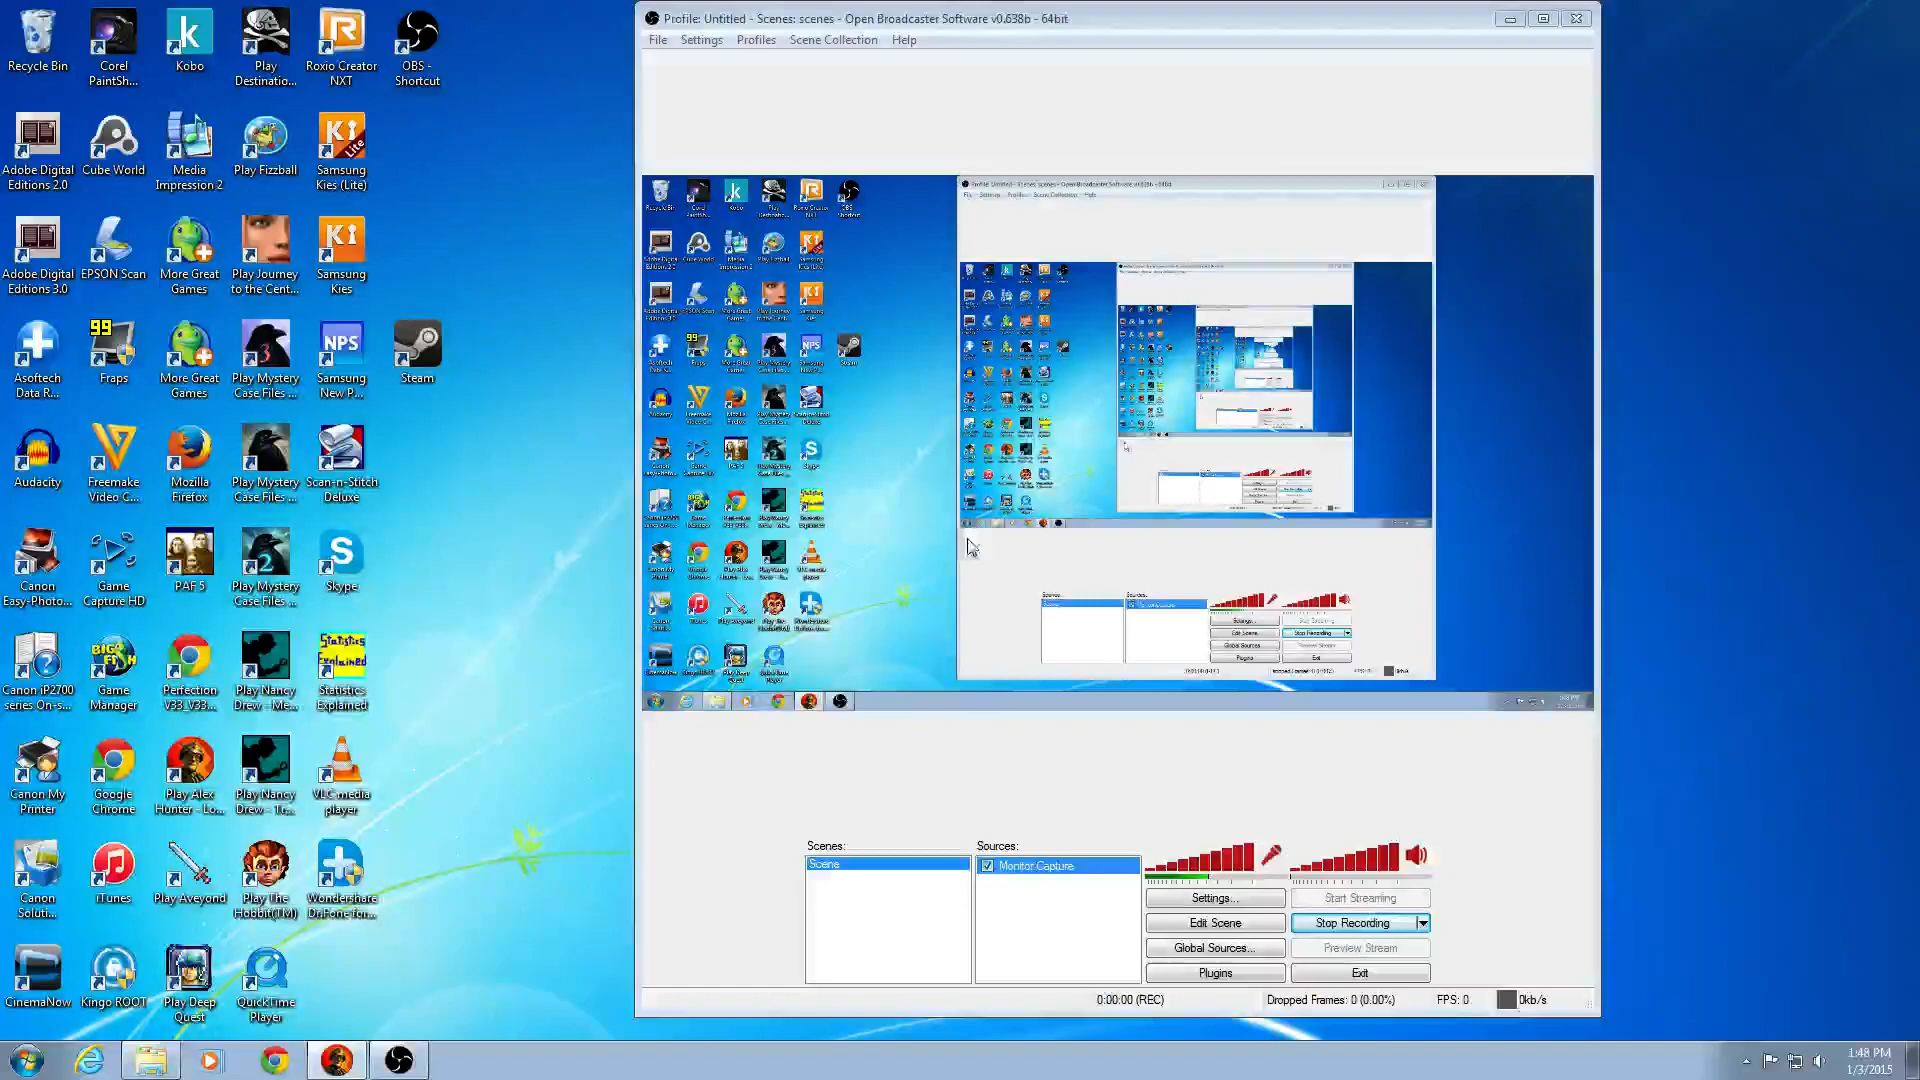 Recycle Bin
Corel
PaintSh...
Kobo
Play
Destinatio...
Roxio Creator
NXT
OBS -
Shortcut
Adobe Digital
Editions 2.0
Cube World
Media
Impression 2
Play Fizzball
Samsung
Kies (Lite)
Adobe Digital
Editions 3.0
EPSON Scan
More Great
Games
Play Journey
to the Cent...
Samsung
Kies
Asoftech
Data R...
Fraps
More Great
Games
Play Mystery
Case Files ...
Samsung
New P...
Steam
Audacity
Freemake
Video C...
Mozilla
Firefox
Play Mystery
Case Files ...
Scan-n-Stitch
Deluxe
Canon
Easy-Photo...
Game
Capture HD
PAF 5
Play Mystery
Case Files ...
Skype
Canon iP2700
series On-s...
Game
Manager
Perfection
V33_V33...
Play Nancy
Drew - Me...
Statistics
Explained
Canon My
Printer
Google
Chrome
Play Alex
Hunter - Lo...
Play Nancy
Drew - Tr...
VLC media
player
Canon
Soluti...
iTunes
Play Aveyond
Play The
Hobbit(TM)
Wondershare
Dr.Fone for...
CinemaNow
Kingo ROOT
Play Deep
Quest
QuickTime
Player
Profile: Untitled - Scenes: scenes - Open Broadcaster Software v0.638b - 64bit
File Settings Profiles Scene Collection Help
Scenes:
Scene
Sources:
Monitor Capture
Settings...
Start Streaming
Edit Scene
Stop Recording
Global Sources...
Preview Stream
Plugins
Exit
0:00:00 (REC)
Dropped Frames: 0 (0.00%)
FPS: 0
0kb/s
1:48 PM
1/3/2015